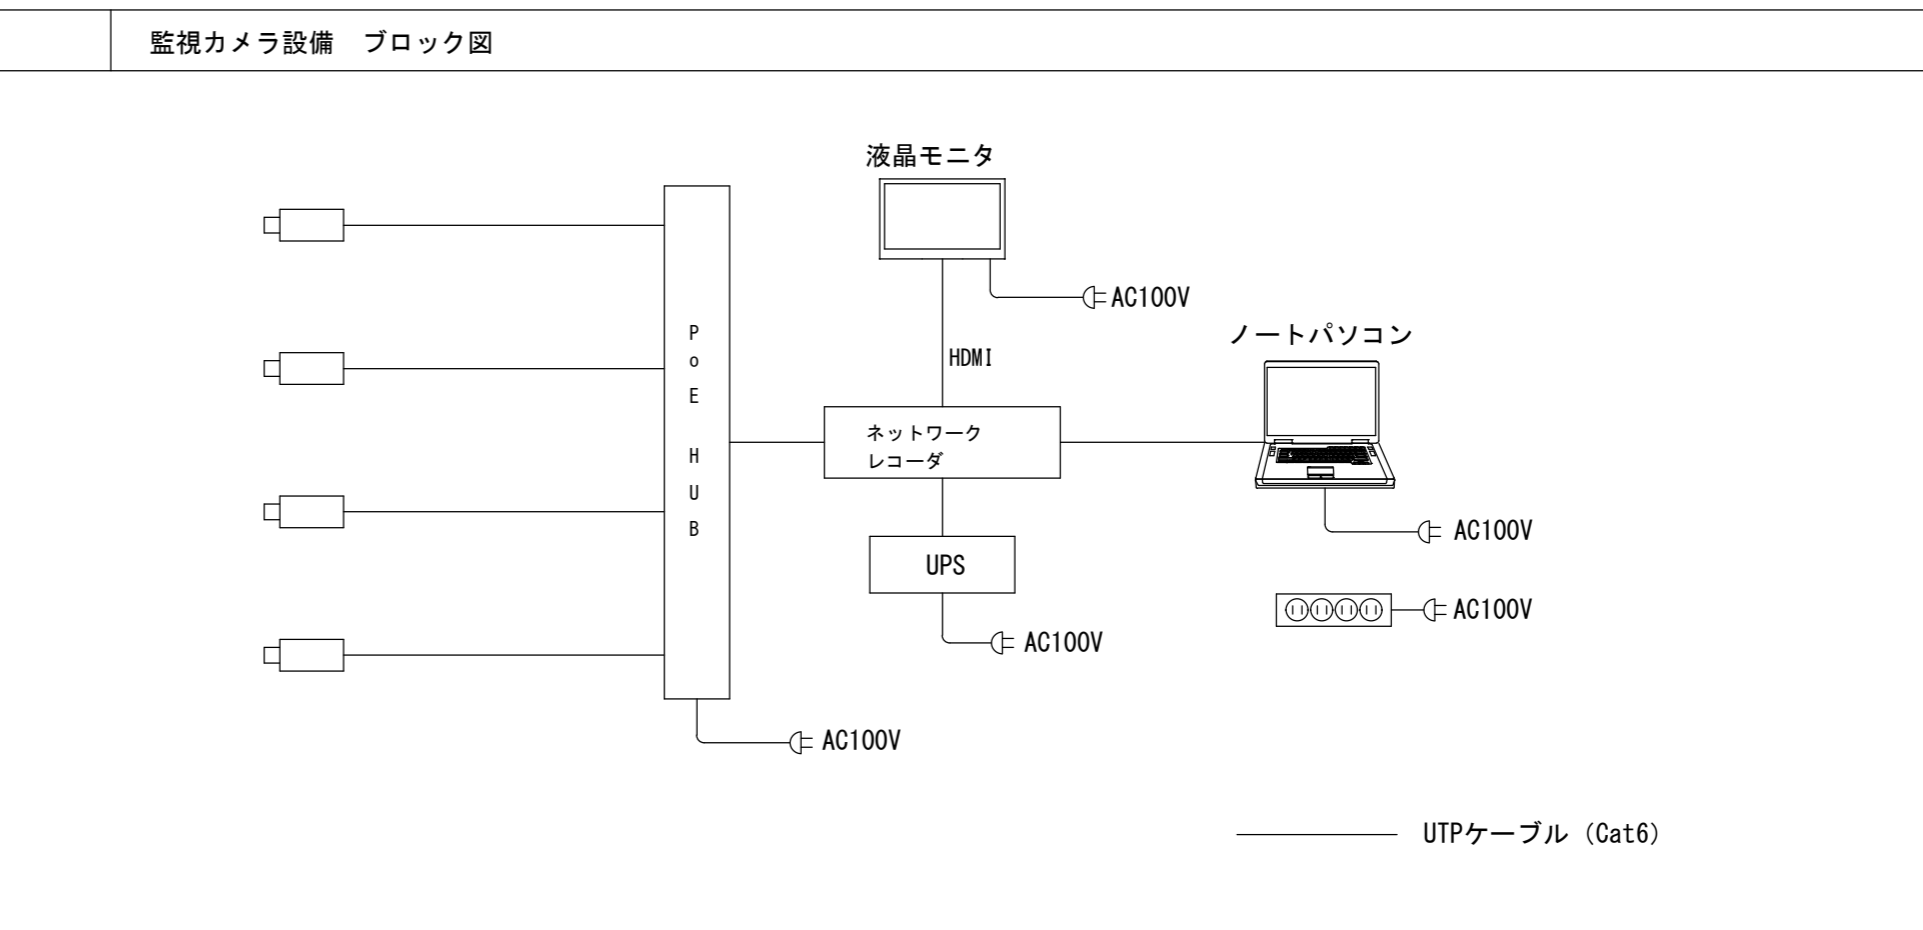 監視カメラ設備　ブロック図
液晶モニタ
AC100V
ノートパソコン
HDMI
PoE HUB
ネットワーク
レコーダ
AC100V
UPS
AC100V
AC100V
AC100V
UTPケーブル (Cat6)